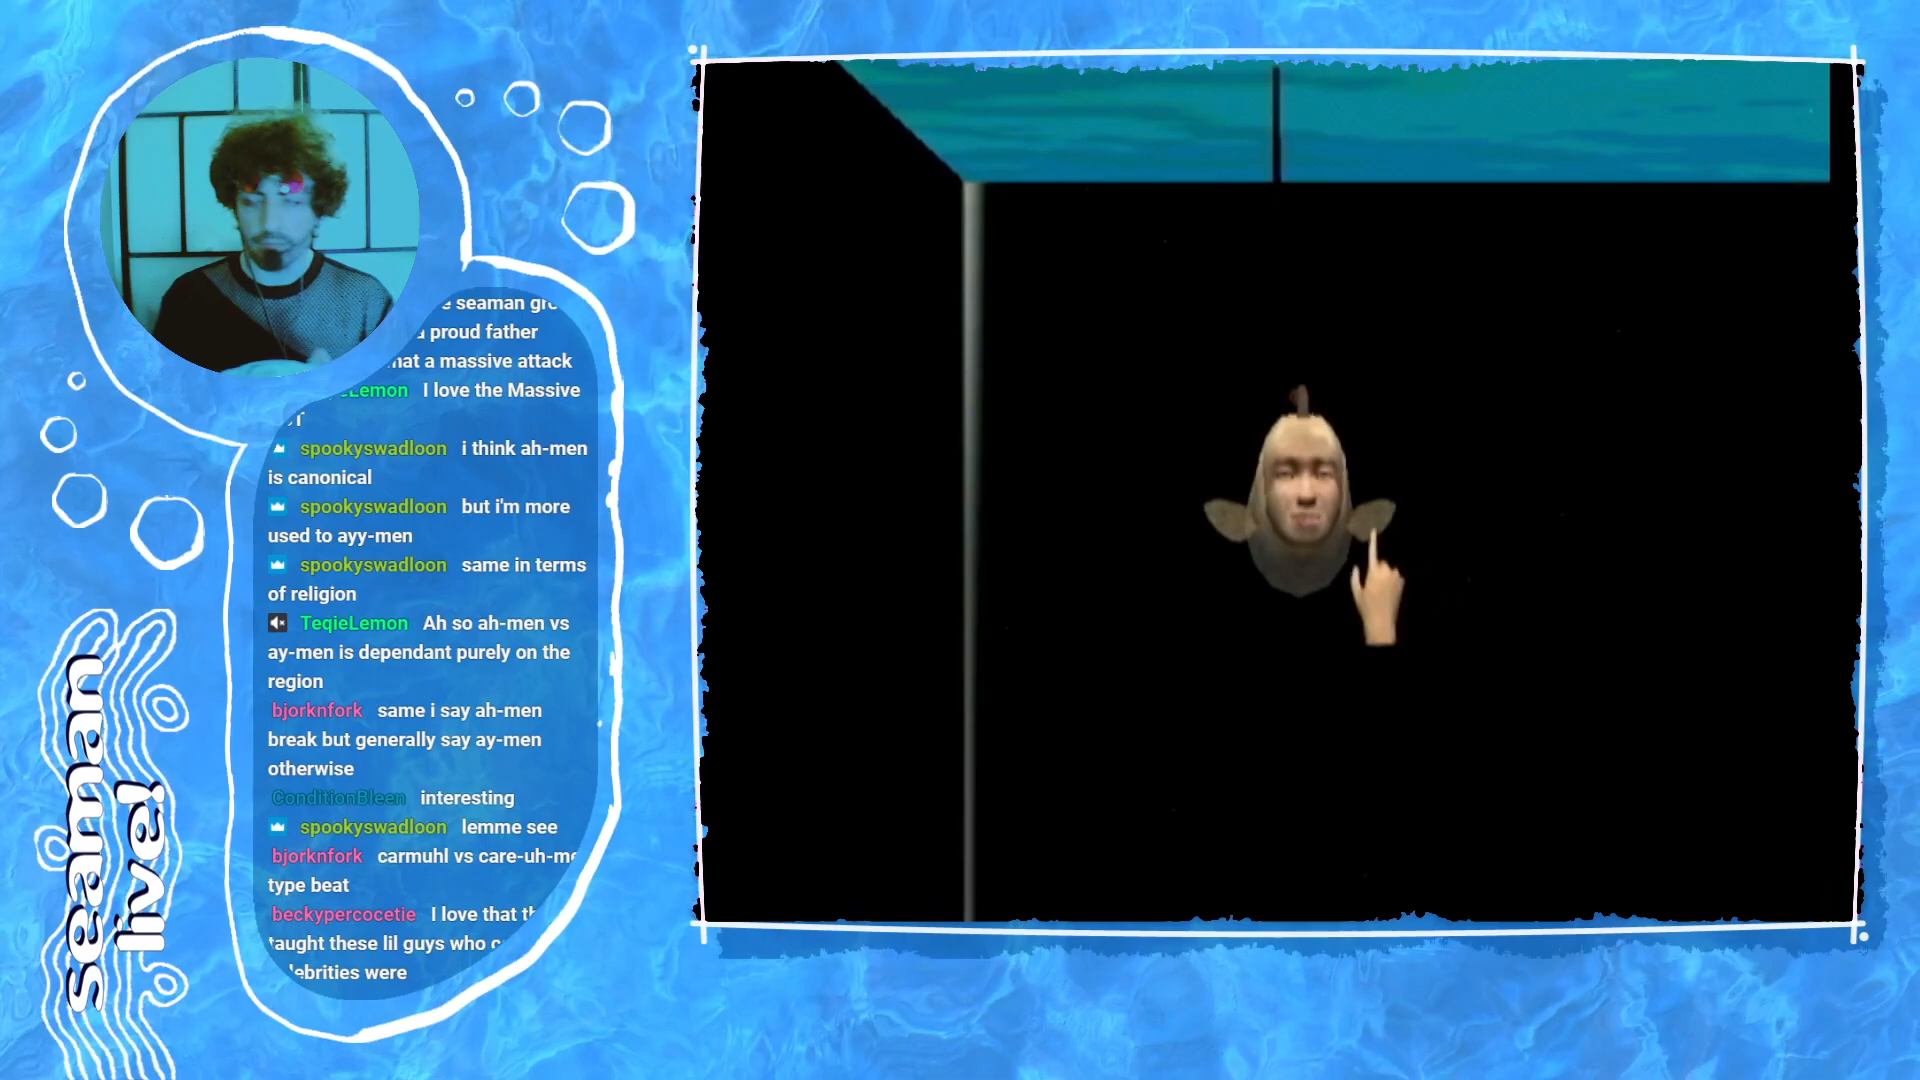 seaman gro
proud father
a massive attack
Lemon I love the Massive
spookyswadloon i think ah-men
is canonical
spookyswadloon but i'm more
used to ayy-men
spookyswadloon same in terms
of religion
TeqieLemon Ah so ah-men vs
ay-men is dependant purely on the
region
bjorknfork same i say ah-men
break but generally say ay-men
otherwise
ConditionBleen interesting
spookyswadloon lemme see
bjorknfork carmuhl vs care-uh-m
type beat
beckypercocetie I love that th
taught these lil guys who c
ebrities were
seaman
live!